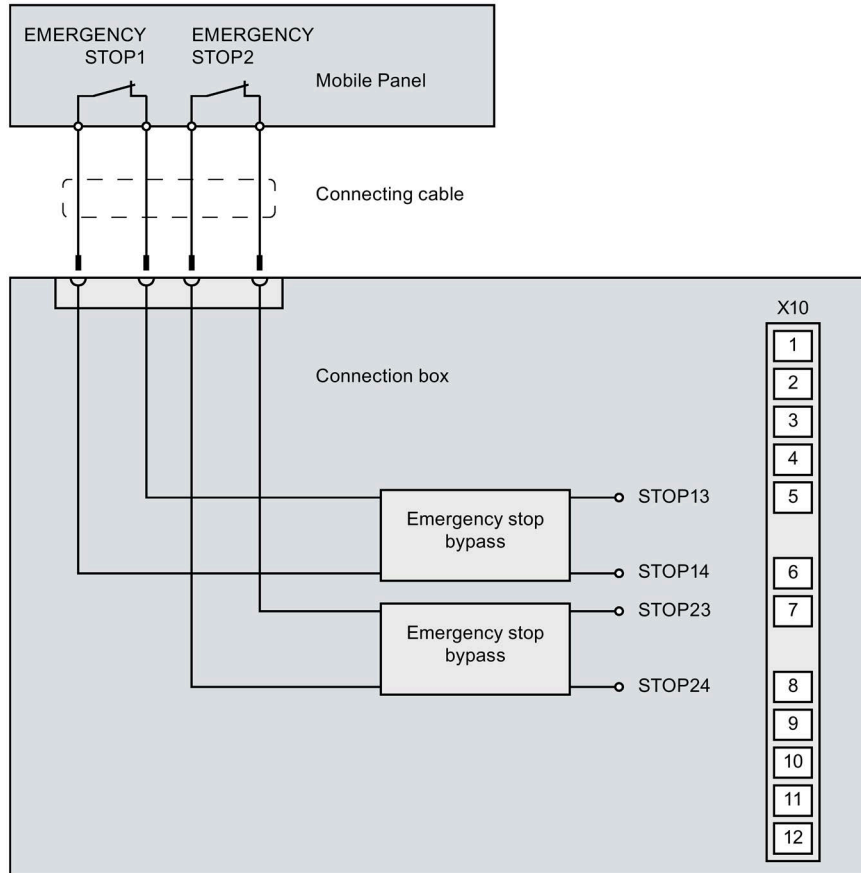 EMERGENCY
STOP1
EMERGENCY
STOP2
Mobile Panel
Connecting cable
Connection box
X10
1
2
3
4
Emergency stop
bypass
STOP13
5
STOP14
6
Emergency stop
bypass
STOP23
7
STOP24
8
9
10
11
12